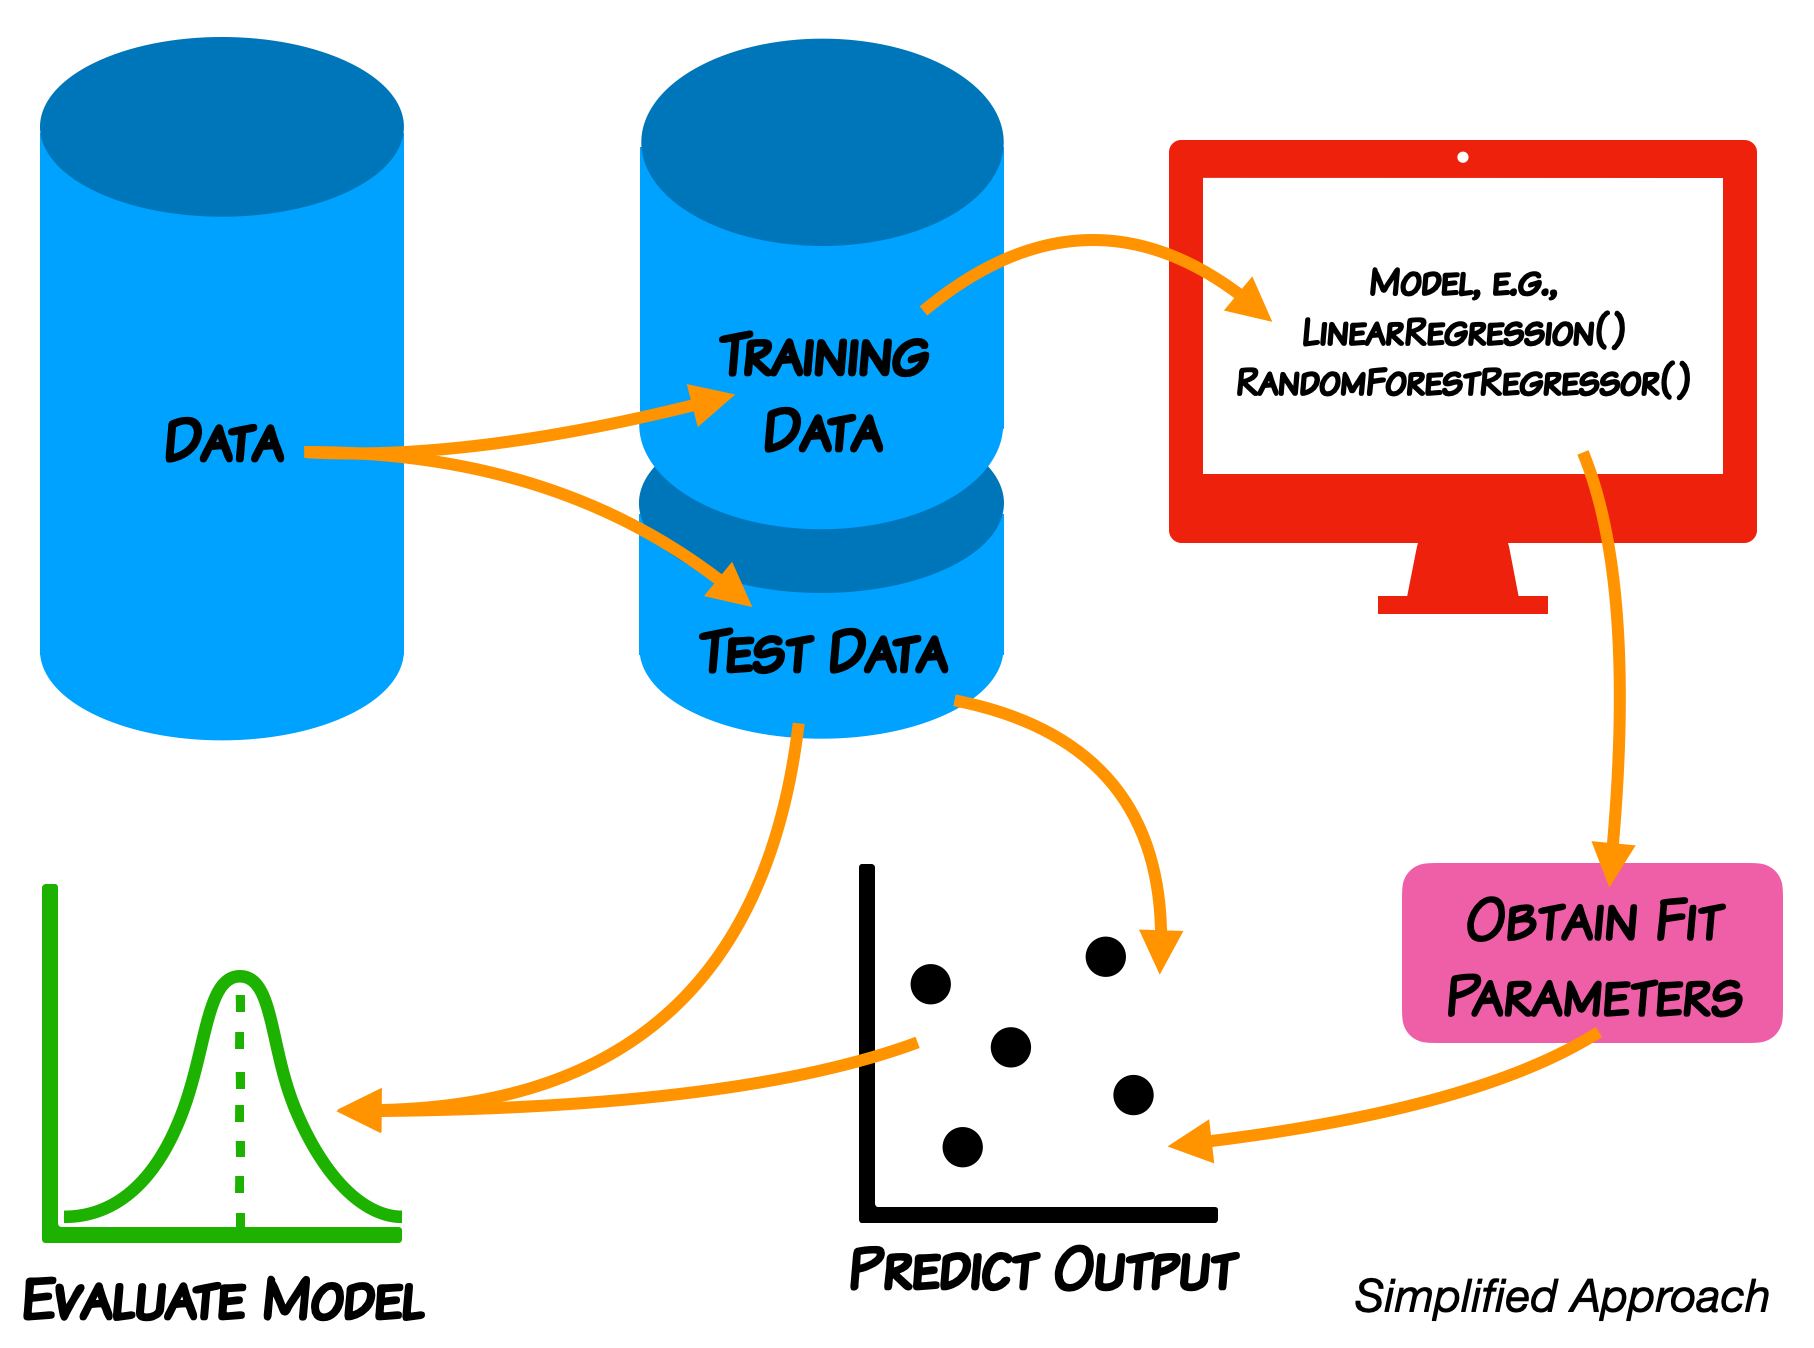 Data
Training
Data
Test Data
Model, e.g.,
LinearRegression()
RandomForestRegressor()
Obtain Fit
Parameters
Predict Output
Evaluate Model
Simplified Approach